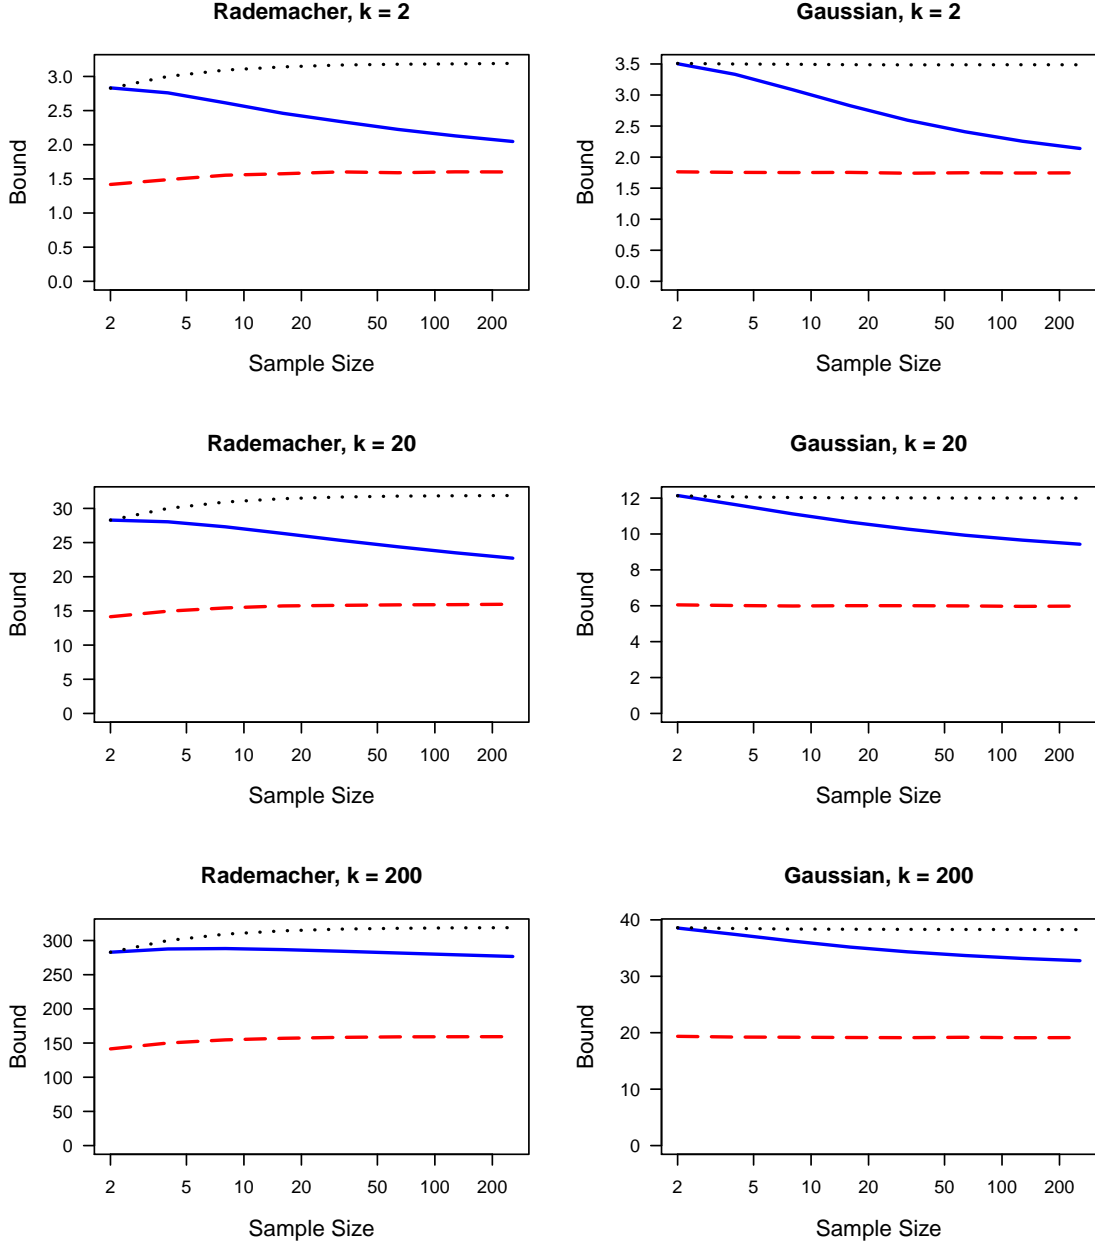 Rademacher, k = 2
Bound
3.0
2.5
2.0
1.5
1.0
0.5
0.0
2 5 10 20 50 100 200
Sample Size
Gaussian, k = 2
Bound
3.5
3.0
2.5
2.0
1.5
1.0
0.5
0.0
2 5 10 20 50 100 200
Sample Size
Rademacher, k = 20
Bound
30
25
20
15
10
5
0
2 5 10 20 50 100 200
Sample Size
Gaussian, k = 20
Bound
12
10
8
6
4
2
0
2 5 10 20 50 100 200
Sample Size
Rademacher, k = 200
Bound
300
250
200
150
100
50
0
2 5 10 20 50 100 200
Sample Size
Gaussian, k = 200
Bound
40
30
20
10
0
2 5 10 20 50 100 200
Sample Size